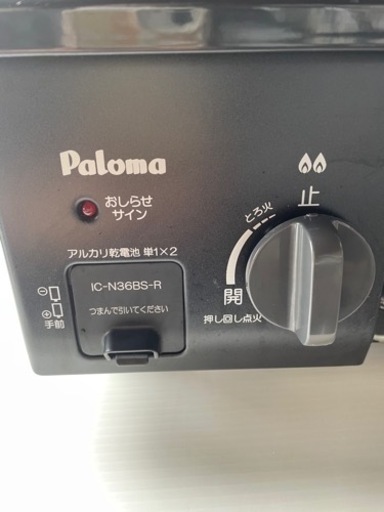 Paloma
おしらせ
サイン
アルカリ乾電池 単1×2
IC-N36BS-R
つまんで引いてください
⊖
⊕
手前
止
とろ火
開
押し回し点火